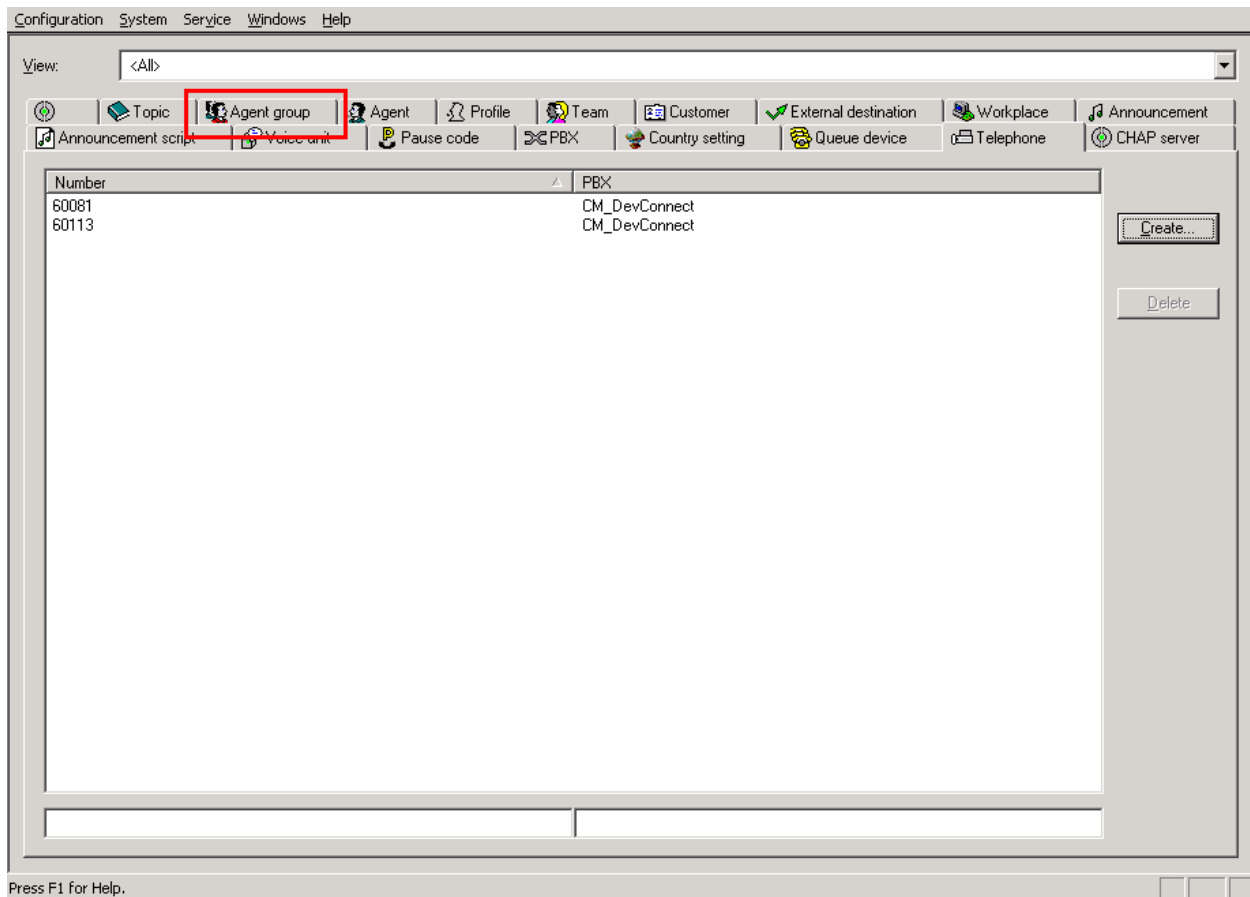 Configuration System Service Windows Help
View: <All>
Topic Agent group Agent Profile Team Customer External destination Workplace Announcement
Announcement script Voice unit Pause code PBX Country setting Queue device Telephone CHAP server
Number PBX
60081 CM_DevConnect
60113 CM_DevConnect
Create...
Delete
Press F1 for Help.